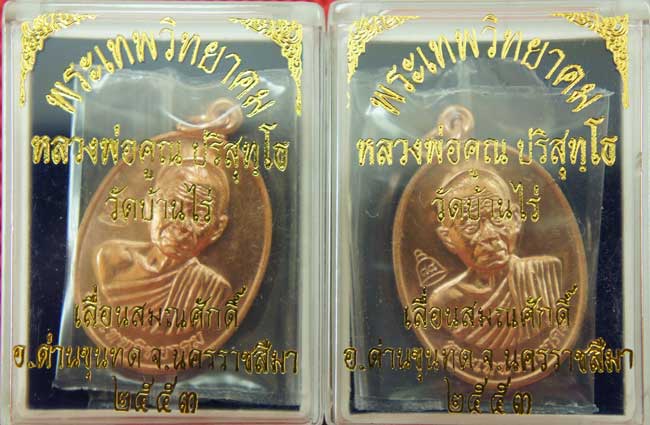 พระเทพวิทยาคม
หลวงพ่อคูณ ปริสุทฺโธ
วัดบ้านไร่
เลื่อนสมณศักดิ์
อ.ด่านขุนทด จ.นครราชสีมา
๒๕๕๓
พระเทพวิทยาคม
หลวงพ่อคูณ ปริสุทฺโธ
วัดบ้านไร่
เลื่อนสมณศักดิ์
อ.ด่านขุนทด จ.นครราชสีมา
๒๕๕๓